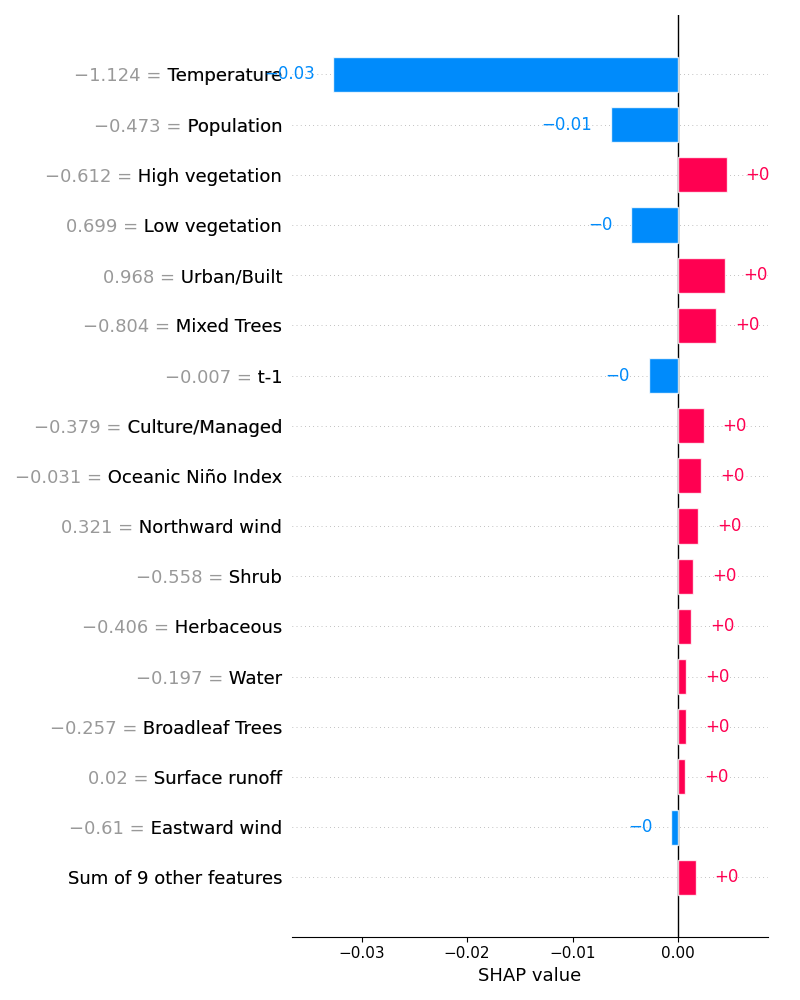 −1.124 = Temperature −0.03
−0.473 = Population −0.01
−0.612 = High vegetation +0
0.699 = Low vegetation −0
0.968 = Urban/Built +0
−0.804 = Mixed Trees +0
−0.007 = t-1 −0
−0.379 = Culture/Managed +0
−0.031 = Oceanic Niño Index +0
0.321 = Northward wind +0
−0.558 = Shrub +0
−0.406 = Herbaceous +0
−0.197 = Water +0
−0.257 = Broadleaf Trees +0
0.02 = Surface runoff +0
−0.61 = Eastward wind −0
Sum of 9 other features +0
−0.03 −0.02 −0.01 0.00
SHAP value